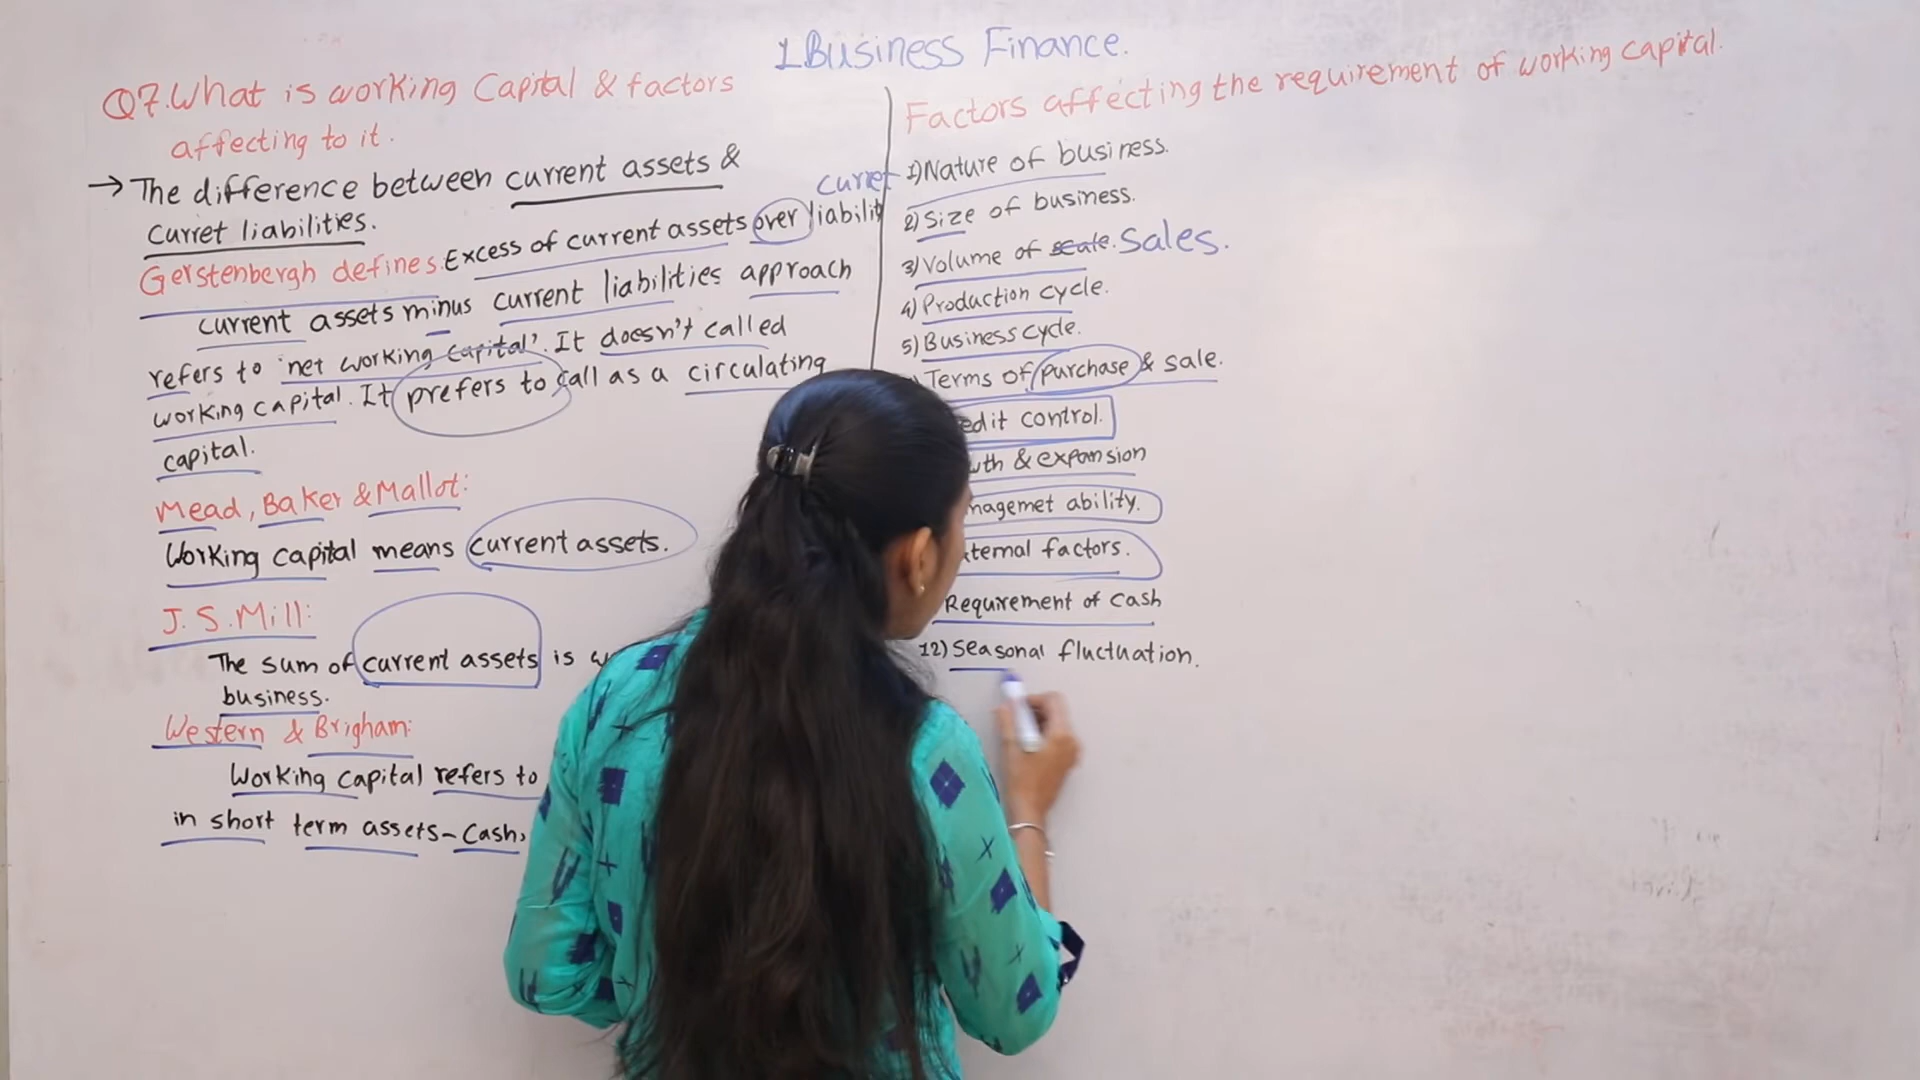 1 Business Finance.
Q7. What is working Capital & factors
affecting to it.
→ The difference between current assets &
curret liabilities.
Gerstenbergh defines. Excess of current assets over curret liabilit
current assets minus current liabilities approach
refers to 'net working capital'. It doesn't called
working capital. It prefers to call as a circulating
capital.
Mead, Baker & Mallot:
Working capital means current assets.
J. S. Mill:
The sum of current assets is
business.
Western & Brigham:
Working capital refers to
in short term assets - Cash,
Factors affecting the requirement of working capital.
1) Nature of business.
2) Size of business.
3) Volume of scale. Sales.
4) Production cycle.
5) Business cycle.
Terms of purchase & sale.
edit control.
wth & expansion
nagemet ability.
ternal factors.
Requirement of cash
12) Seasonal fluctuation.